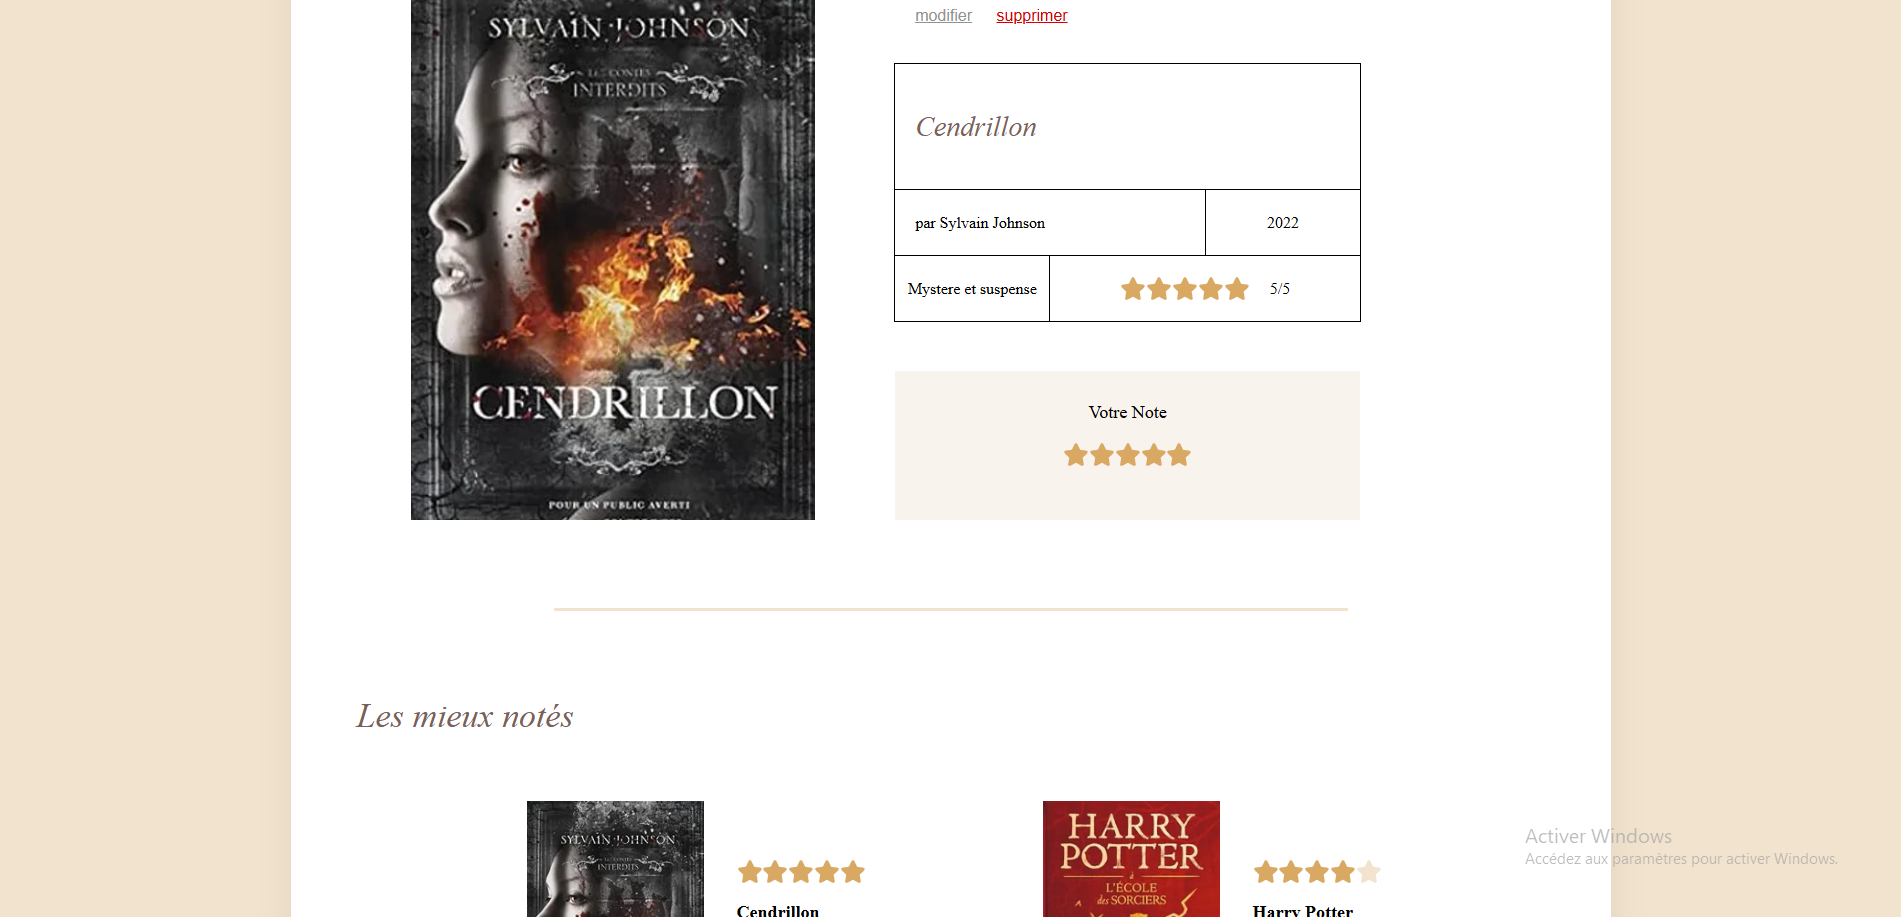 SYLVAIN JOHNSON
LES CONTES
INTERDITS
CENDRILLON
POUR UN PUBLIC AVERTI
modifier supprimer
Cendrillon
par Sylvain Johnson 2022
Mystere et suspense 5/5
Votre Note
Les mieux notés
SYLVAIN JOHNSON
INTERDITS
Cendrillon
HARRY
POTTER
à
L'ÉCOLE
des SORCIERS
Harry Potter
Activer Windows
Accédez aux paramètres pour activer Windows.